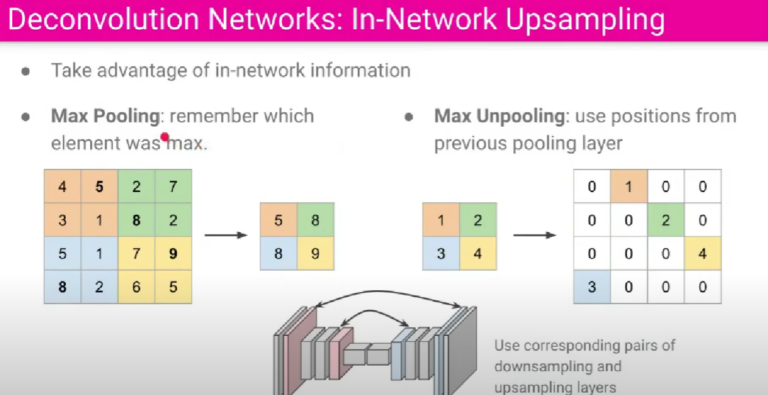 Deconvolution Networks: In-Network Upsampling
● Take advantage of in-network information
● Max Pooling: remember which
element was max.
4 5 2 7
3 1 8 2
5 1 7 9
8 2 6 5
5 8
8 9
● Max Unpooling: use positions from
previous pooling layer
1 2
3 4
0 1 0 0
0 0 2 0
0 0 0 4
3 0 0 0
Use corresponding pairs of
downsampling and
upsampling layers